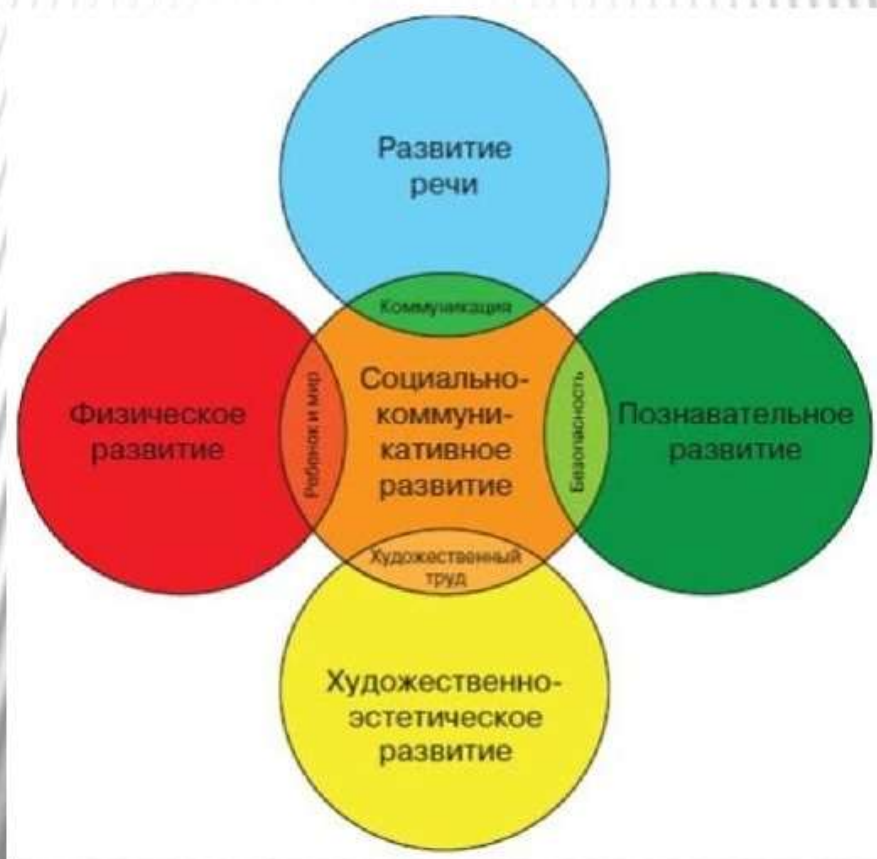 Развитие
речи
Коммуникация
Физическое
развитие
Ребенок и мир
Социально-
коммуни-
кативное
развитие
Безопасность
Познавательное
развитие
Художественный
труд
Художественно-
эстетическое
развитие